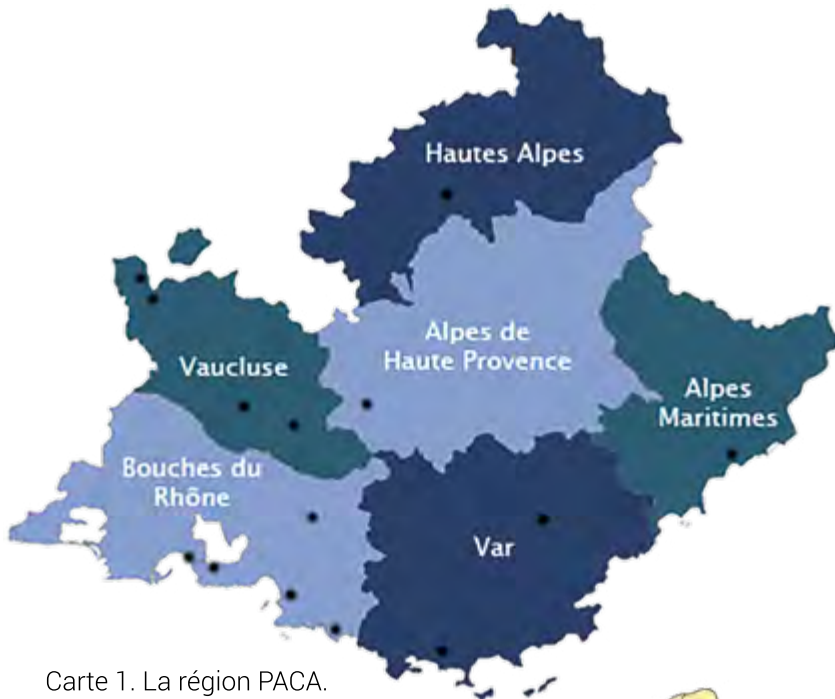 Hautes Alpes
Alpes de
Haute Provence
Vaucluse
Alpes
Maritimes
Bouches du
Rhône
Var
Carte 1. La région PACA.